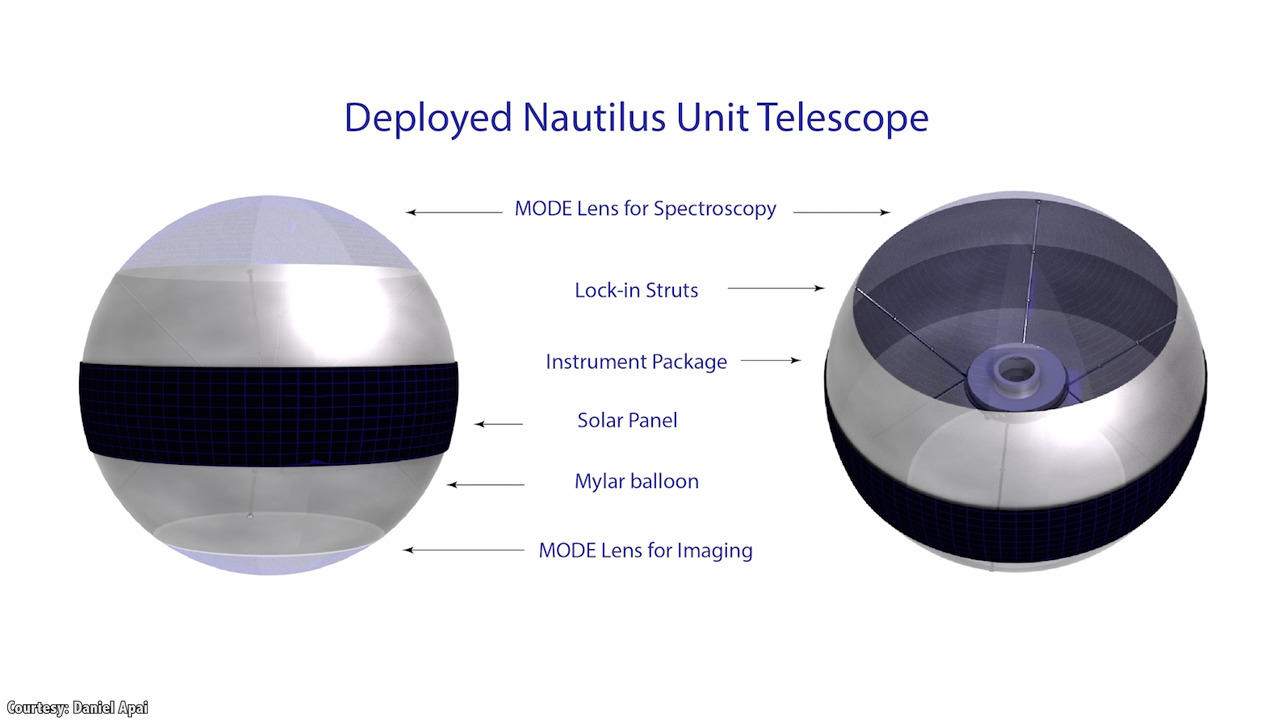 Deployed Nautilus Unit Telescope
MODE Lens for Spectroscopy
Lock-in Struts
Instrument Package
Solar Panel
Mylar balloon
MODE Lens for Imaging
Courtesy: Daniel Apai